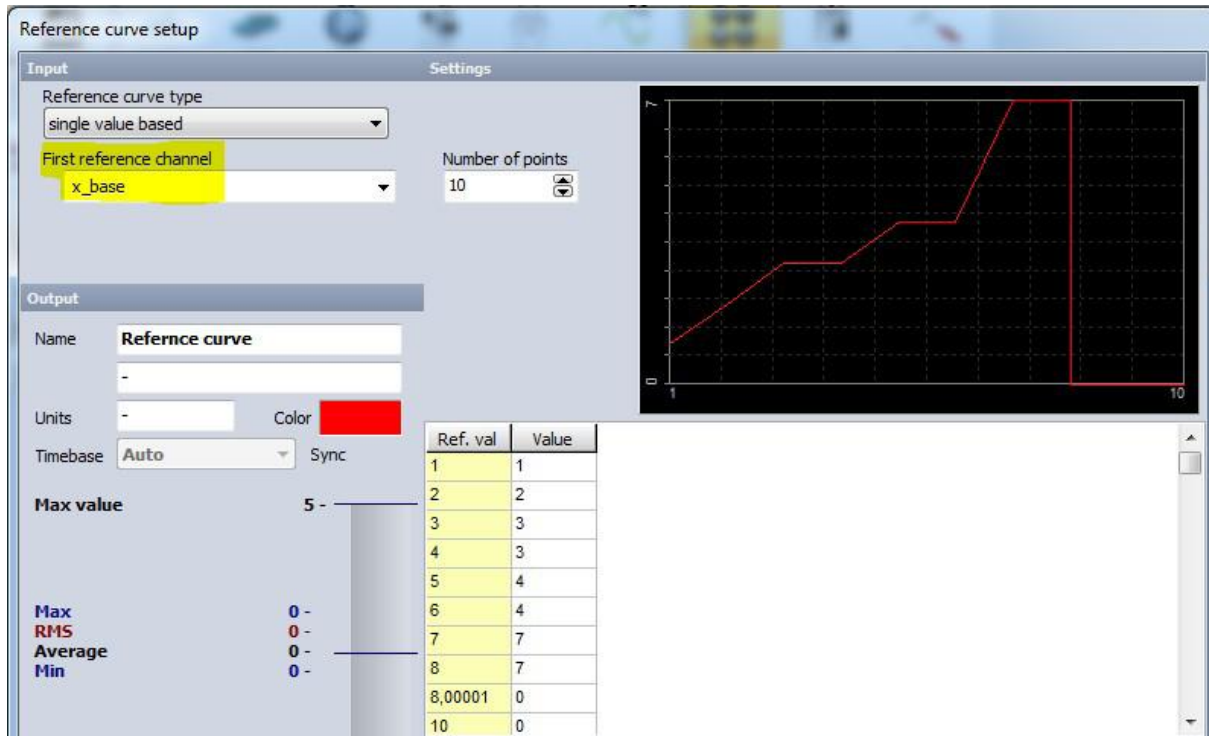 Reference curve setup
Input
Settings
Reference curve type
single value based
First reference channel
x_base
Number of points
10
7
0
1
10
Output
Name
Refernce curve
-
Units
-
Color
Timebase
Auto
Sync
Max value
5 -
Max
0 -
RMS
0 -
Average
0 -
Min
0 -
Ref. val Value
1 1
2 2
3 3
4 3
5 4
6 4
7 7
8 7
8,00001 0
10 0